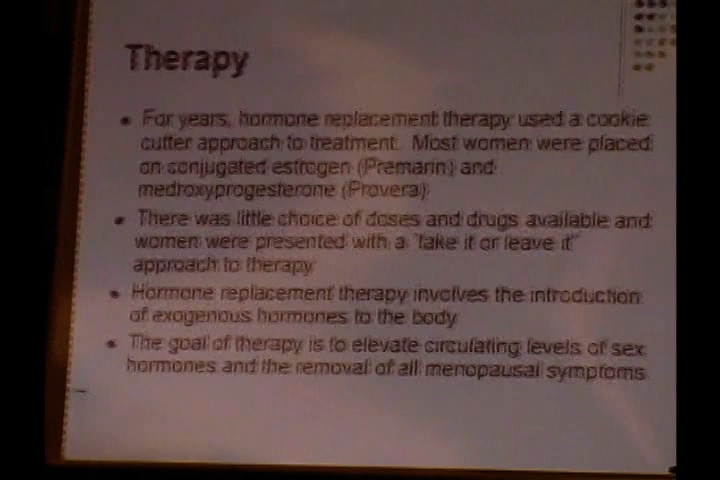 Therapy
• For years, hormone replacement therapy used a cookie
cutter approach to treatment. Most women were placed
on conjugated estrogen (Premarin) and
medroxyprogesterone (Provera)
• There was little choice of doses and drugs available and
women were presented with a "take it or leave it"
approach to therapy
• Hormone replacement therapy involves the introduction
of exogenous hormones to the body
• The goal of therapy is to elevate circulating levels of sex
hormones and the removal of all menopausal symptoms